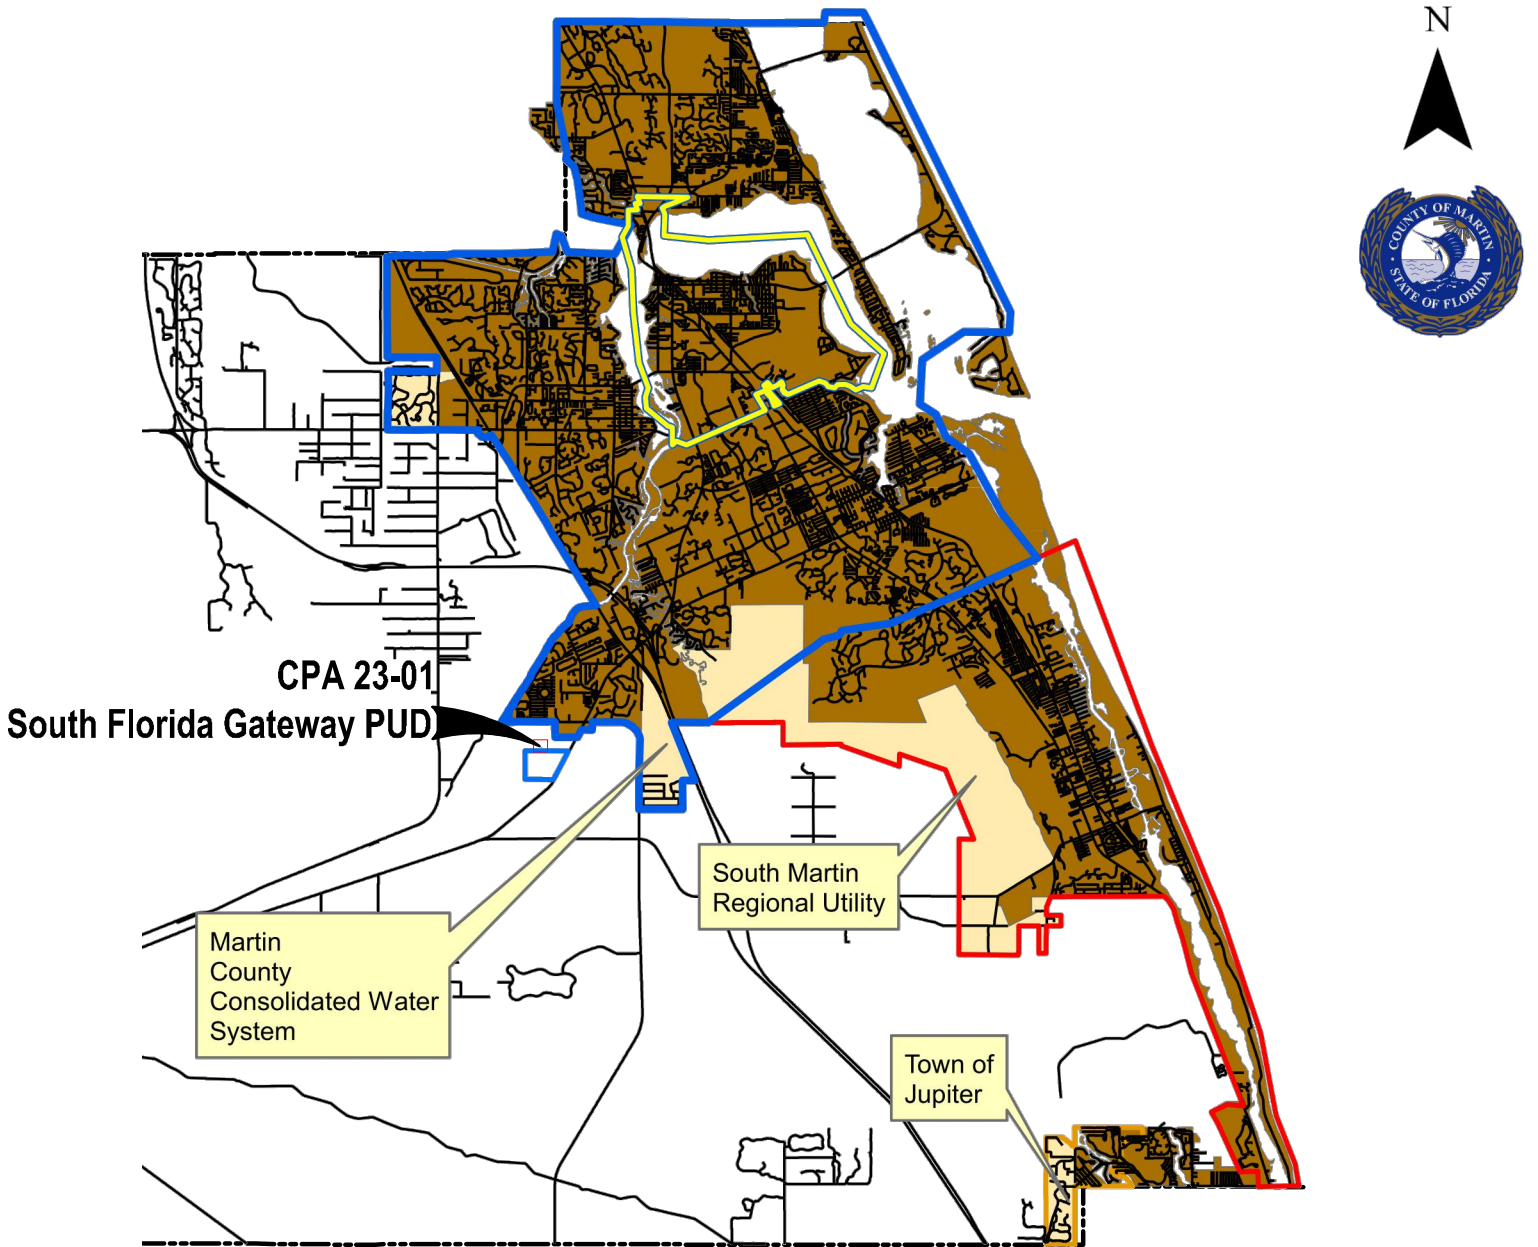 N
COUNTY OF MARTIN
STATE OF FLORIDA
CPA 23-01
South Florida Gateway PUD
South Martin
Regional Utility
Martin
County
Consolidated Water
System
Town of
Jupiter